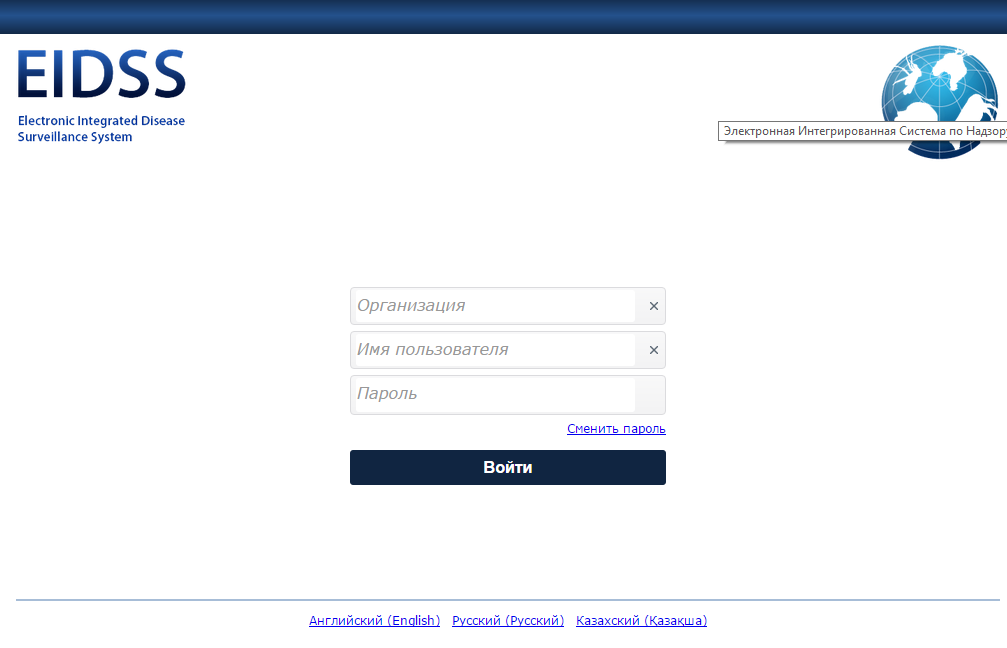 EIDSS
Electronic Integrated Disease
Surveillance System
Электронная Интегрированная Система по Надзору
Организация
Имя пользователя
Пароль
Сменить пароль
Войти
Английский (English) Русский (Русский) Казахский (Қазақша)